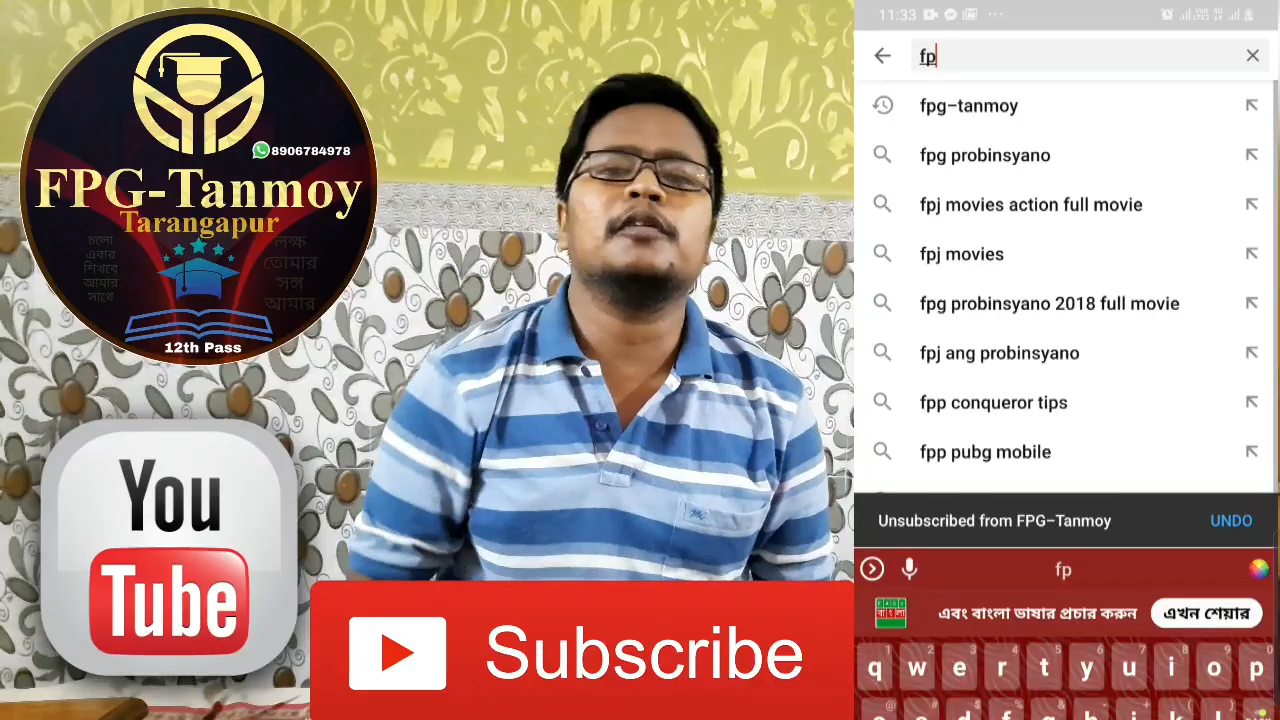 8906784978
FPG-Tanmoy
Tarangapur
চলো
এবার
শিখবে
আমার
সাথে
লক্ষ
তোমার
সঙ্গ
আমার
12th Pass
You
Tube
Subscribe
11:33
fp
fpg-tanmoy
fpg probinsyano
fpj movies action full movie
fpj movies
fpg probinsyano 2018 full movie
fpj ang probinsyano
fpp conqueror tips
fpp pubg mobile
Unsubscribed from FPG-Tanmoy UNDO
fp
বাংলা
এবং বাংলা ভাষার প্রচার করুন এখন শেয়ার
q w e r t y u i o p